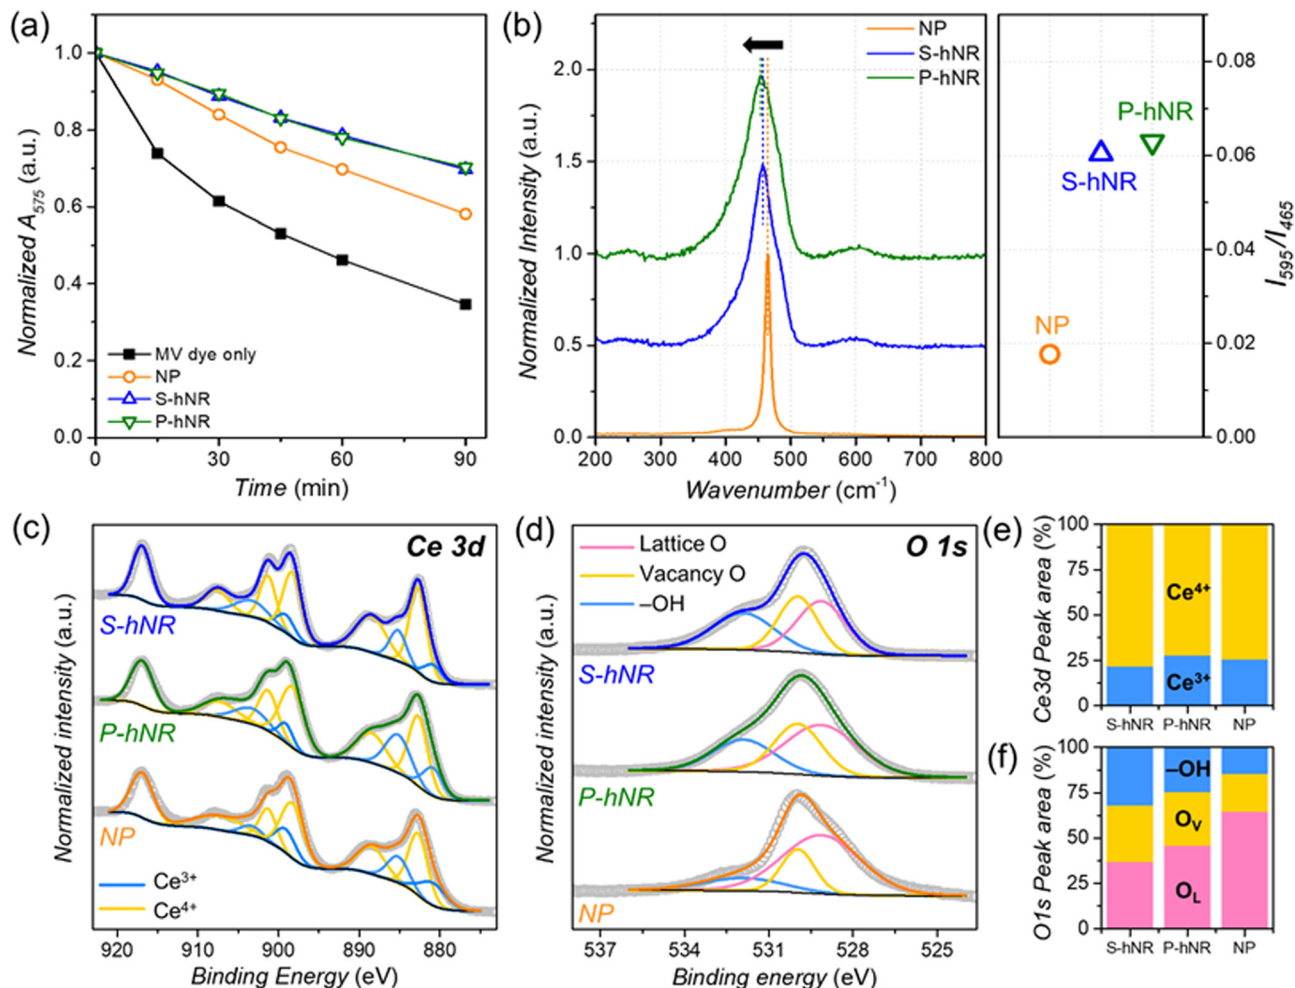 (a)
Normalized A575 (a.u.)
1.0
0.8
0.6
0.4
0.2
0.0
MV dye only
NP
S-hNR
P-hNR
0
30
60
90
Time (min)
(b)
Normalized Intensity (a.u.)
2.0
1.5
1.0
0.5
0.0
NP
S-hNR
P-hNR
200
300
400
500
600
700
800
Wavenumber (cm-1)
P-hNR
S-hNR
NP
0.08
0.06
0.04
0.02
0.00
I595/I465
(c)
Ce 3d
Normalized intensity (a.u.)
S-hNR
P-hNR
NP
Ce3+
Ce4+
920
910
900
890
880
Binding Energy (eV)
(d)
O 1s
Normalized intensity (a.u.)
Lattice O
Vacancy O
–OH
S-hNR
P-hNR
NP
537
534
531
528
525
Binding energy (eV)
(e)
Ce3d Peak area (%)
100
75
50
25
0
Ce4+
Ce3+
S-hNR
P-hNR
NP
(f)
O1s Peak area (%)
100
75
50
25
0
–OH
OV
OL
S-hNR
P-hNR
NP